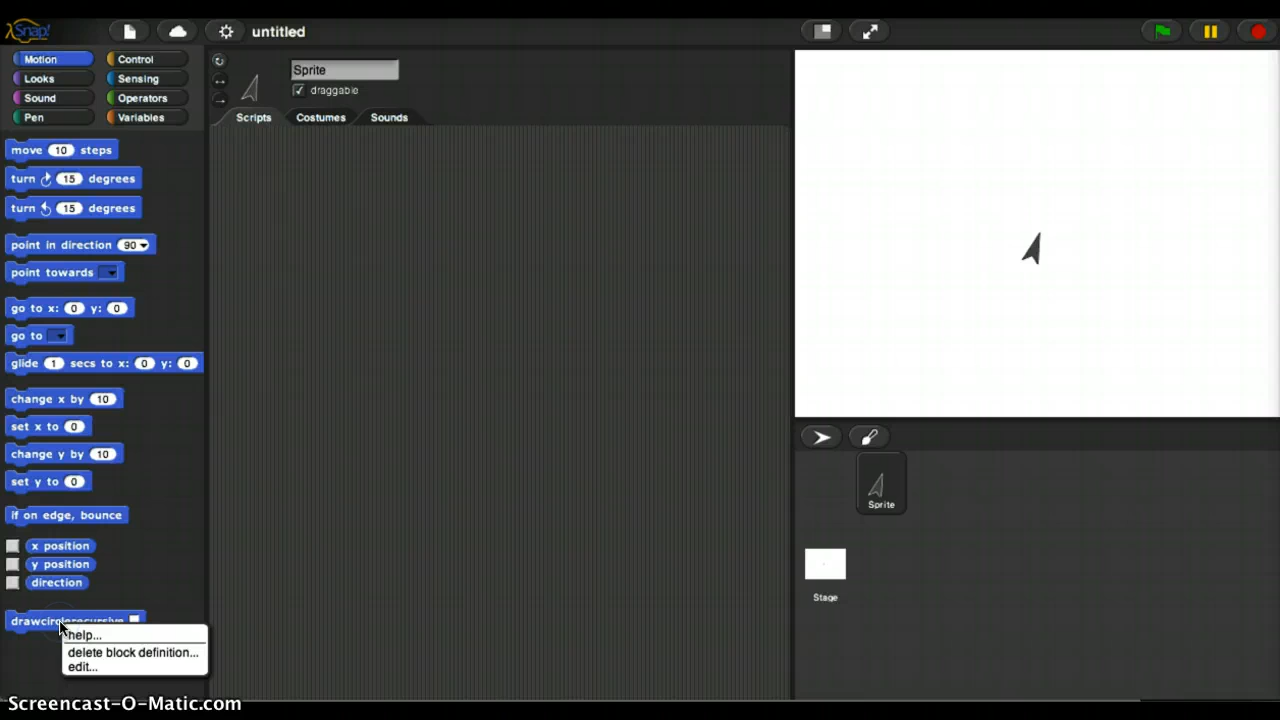 Snap!
untitled
Motion
Control
Looks
Sensing
Sound
Operators
Pen
Variables
Sprite
draggable
Scripts
Costumes
Sounds
move 10 steps
turn 15 degrees
turn 15 degrees
point in direction 90
point towards
go to x: 0 y: 0
go to
glide 1 secs to x: 0 y: 0
change x by 10
set x to 0
change y by 10
set y to 0
if on edge, bounce
x position
y position
direction
drawcirclerecursive
help...
delete block definition...
edit...
Sprite
Stage
Screencast-O-Matic.com